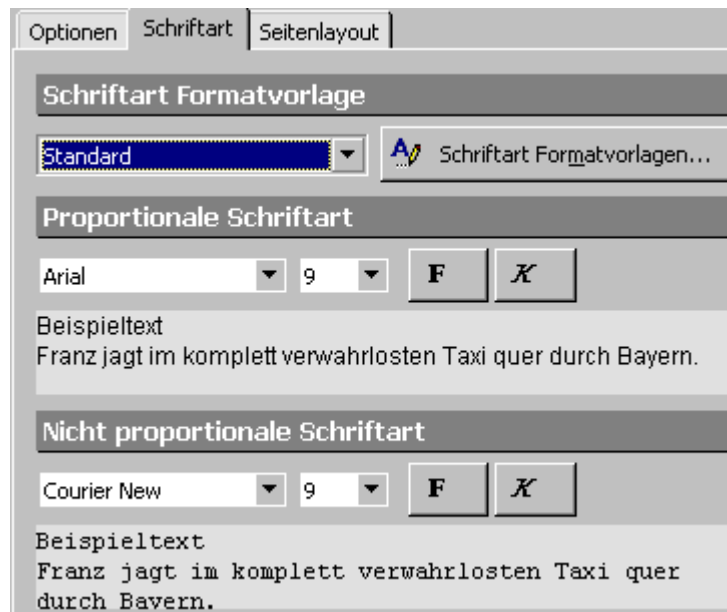 Optionen Schriftart Seitenlayout
Schriftart Formatvorlage
Standard Schriftart Formatvorlagen...
Proportionale Schriftart
Arial 9 F K
Beispieltext
Franz jagt im komplett verwahrlosten Taxi quer durch Bayern.
Nicht proportionale Schriftart
Courier New 9 F K
Beispieltext
Franz jagt im komplett verwahrlosten Taxi quer
durch Bayern.